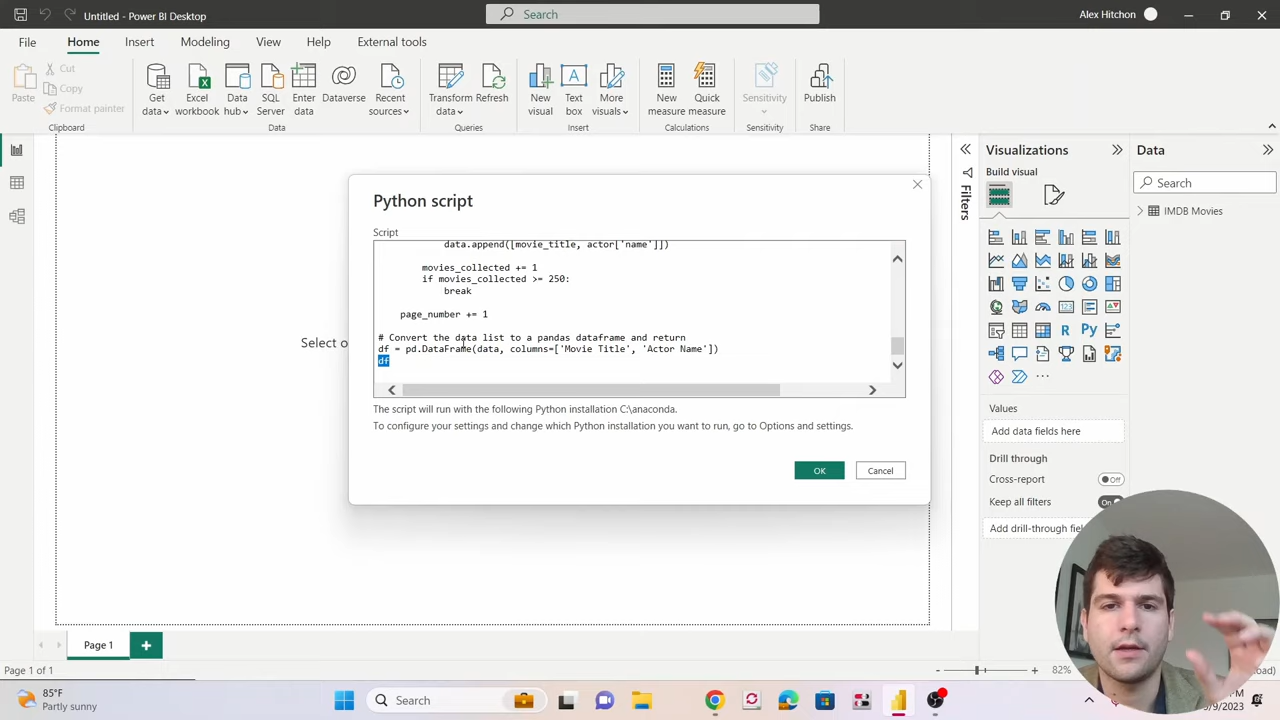 Untitled - Power BI Desktop
Search
Alex Hitchon
File
Home
Insert
Modeling
View
Help
External tools
Paste
Cut
Copy
Format painter
Clipboard
Get data
Excel workbook
Data hub
SQL Server
Enter data
Dataverse
Recent sources
Data
Transform data
Refresh
Queries
New visual
Text box
More visuals
Insert
New measure
Quick measure
Calculations
Sensitivity
Sensitivity
Publish
Share
Select o
Python script
Script
data.append([movie_title, actor['name']])
movies_collected += 1
if movies_collected >= 250:
break
page_number += 1
# Convert the data list to a pandas dataframe and return
df = pd.DataFrame(data, columns=['Movie Title', 'Actor Name'])
df
The script will run with the following Python installation C:\anaconda.
To configure your settings and change which Python installation you want to run, go to Options and settings.
OK
Cancel
Filters
Visualizations
Build visual
R
Py
123
Values
Add data fields here
Drill through
Cross-report
Off
Keep all filters
On
Add drill-through fiel
Data
Search
IMDB Movies
Page 1
Page 1 of 1
82%
85°F
Partly sunny
Search